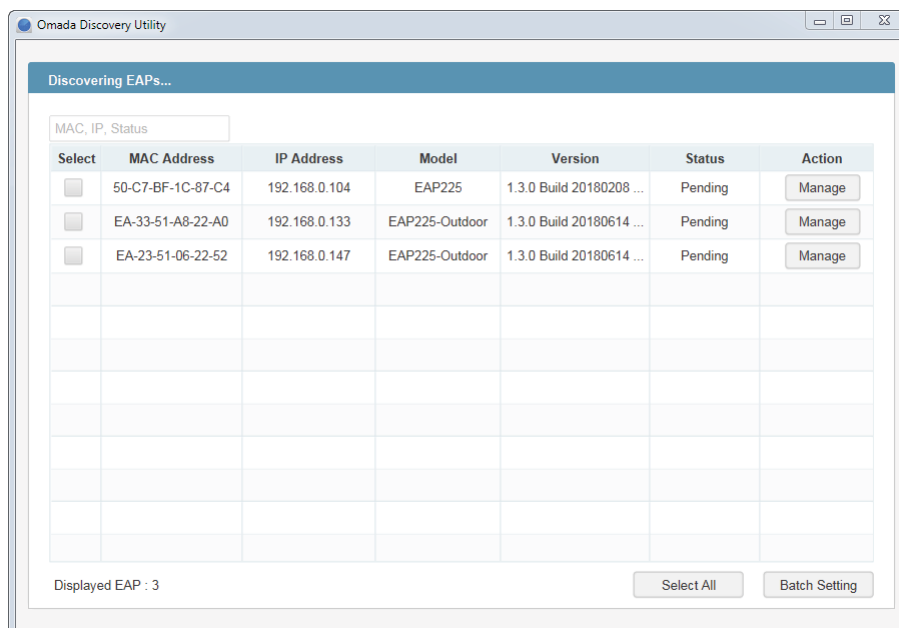 Omada Discovery Utility
Discovering EAPs...
MAC, IP, Status
Select MAC Address IP Address Model Version Status Action
50-C7-BF-1C-87-C4 192.168.0.104 EAP225 1.3.0 Build 20180208 ... Pending Manage
EA-33-51-A8-22-A0 192.168.0.133 EAP225-Outdoor 1.3.0 Build 20180614 ... Pending Manage
EA-23-51-06-22-52 192.168.0.147 EAP225-Outdoor 1.3.0 Build 20180614 ... Pending Manage
Displayed EAP : 3 Select All Batch Setting